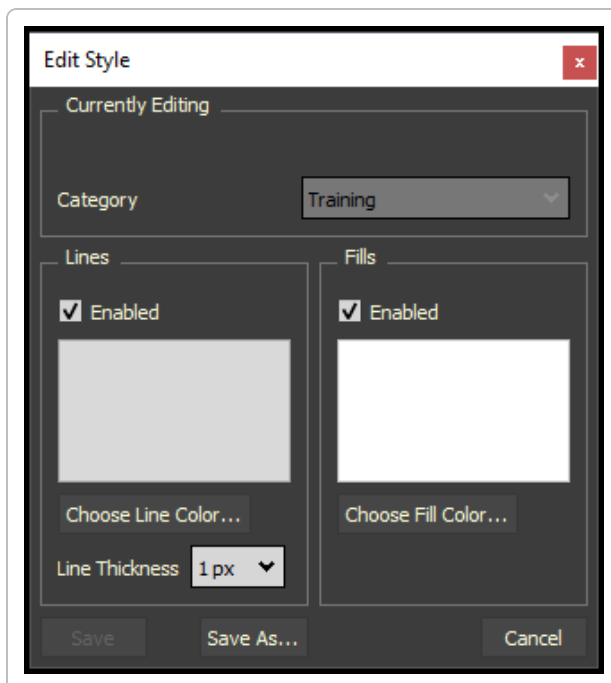 Edit Style
x
Currently Editing
Category
Training
Lines
Fills
Enabled
Enabled
Choose Line Color...
Choose Fill Color...
Line Thickness
1 px
Save
Save As...
Cancel